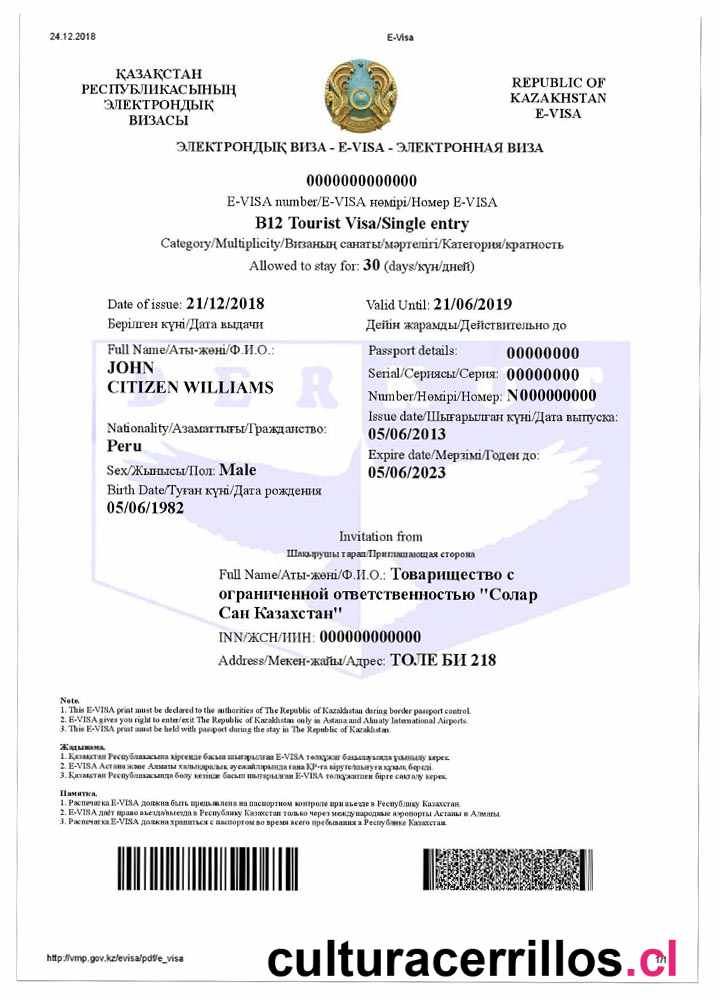 24.12.2018 E-Visa
ҚАЗАҚСТАН
РЕСПУБЛИКАСЫНЫҢ
ЭЛЕКТРОНДЫҚ
ВИЗАСЫ
REPUBLIC OF
KAZAKHSTAN
E-VISA
ЭЛЕКТРОНДЫҚ ВИЗА - E-VISA - ЭЛЕКТРОННАЯ ВИЗА
0000000000000
E-VISA number/E-VISA нөмірі/Номер E-VISA
B12 Tourist Visa/Single entry
Category/Multiplicity/Визаның санаты/мәртелігі/Категория/кратность
Allowed to stay for: 30 (days/күн/дней)
Date of issue: 21/12/2018
Берілген күні/Дата выдачи
Valid Until: 21/06/2019
Дейін жарамды/Действительно до
Full Name/Аты-жөні/Ф.И.О.:
JOHN
CITIZEN WILLIAMS
Nationality/Азаматтығы/Гражданство:
Peru
Sex/Жынысы/Пол: Male
Birth Date/Туған күні/Дата рождения
05/06/1982
Passport details: 00000000
Serial/Сериясы/Серия: 00000000
Number/Нөмірі/Номер: N000000000
Issue date/Шығарылған күні/Дата выпуска:
05/06/2013
Expire date/Мерзімі/Годен до:
05/06/2023
Invitation from
Шақырушы тарап/Приглашающая сторона
Full Name/Аты-жөні/Ф.И.О.: Товарищество с
ограниченной ответственностью "Солар
Сан Казахстан"
INN/ЖСН/ИИН: 000000000000
Address/Мекен-жайы/Адрес: ТОЛЕ БИ 218
Note.
1. This E-VISA print must be declared to the authorities of The Republic of Kazakhstan during border passport control.
2. E-VISA gives you right to enter/exit The Republic of Kazakhstan only in Astana and Almaty International Airports.
3. This E-VISA print must be held with passport during the stay in The Republic of Kazakhstan.
Жадынама.
1. Қазақстан Республикасына кіргенде басып шығарылған E-VISA төлқұжат бақылауында ұсынылу керек.
2. E-VISA Астана және Алматы халықаралық әуежайларында ғана ҚР-ға кіруге/шығуға құқық береді.
3. Қазақстан Республикасында болу кезінде басып шығарылған E-VISA төлқұжатпен бірге сақталу керек.
Памятка.
1. Распечатка E-VISA должна быть предъявлена на паспортном контроле при въезде в Республику Казахстан.
2. E-VISA даёт право въезда/выезда в Республику Казахстан только через международные аэропорты Астаны и Алматы.
3. Распечатка E-VISA должна храниться с паспортом во время всего пребывания в Республике Казахстан.
http://vmp.gov.kz/evisa/pdf/e_visa 1/1
culturacerrillos.cl